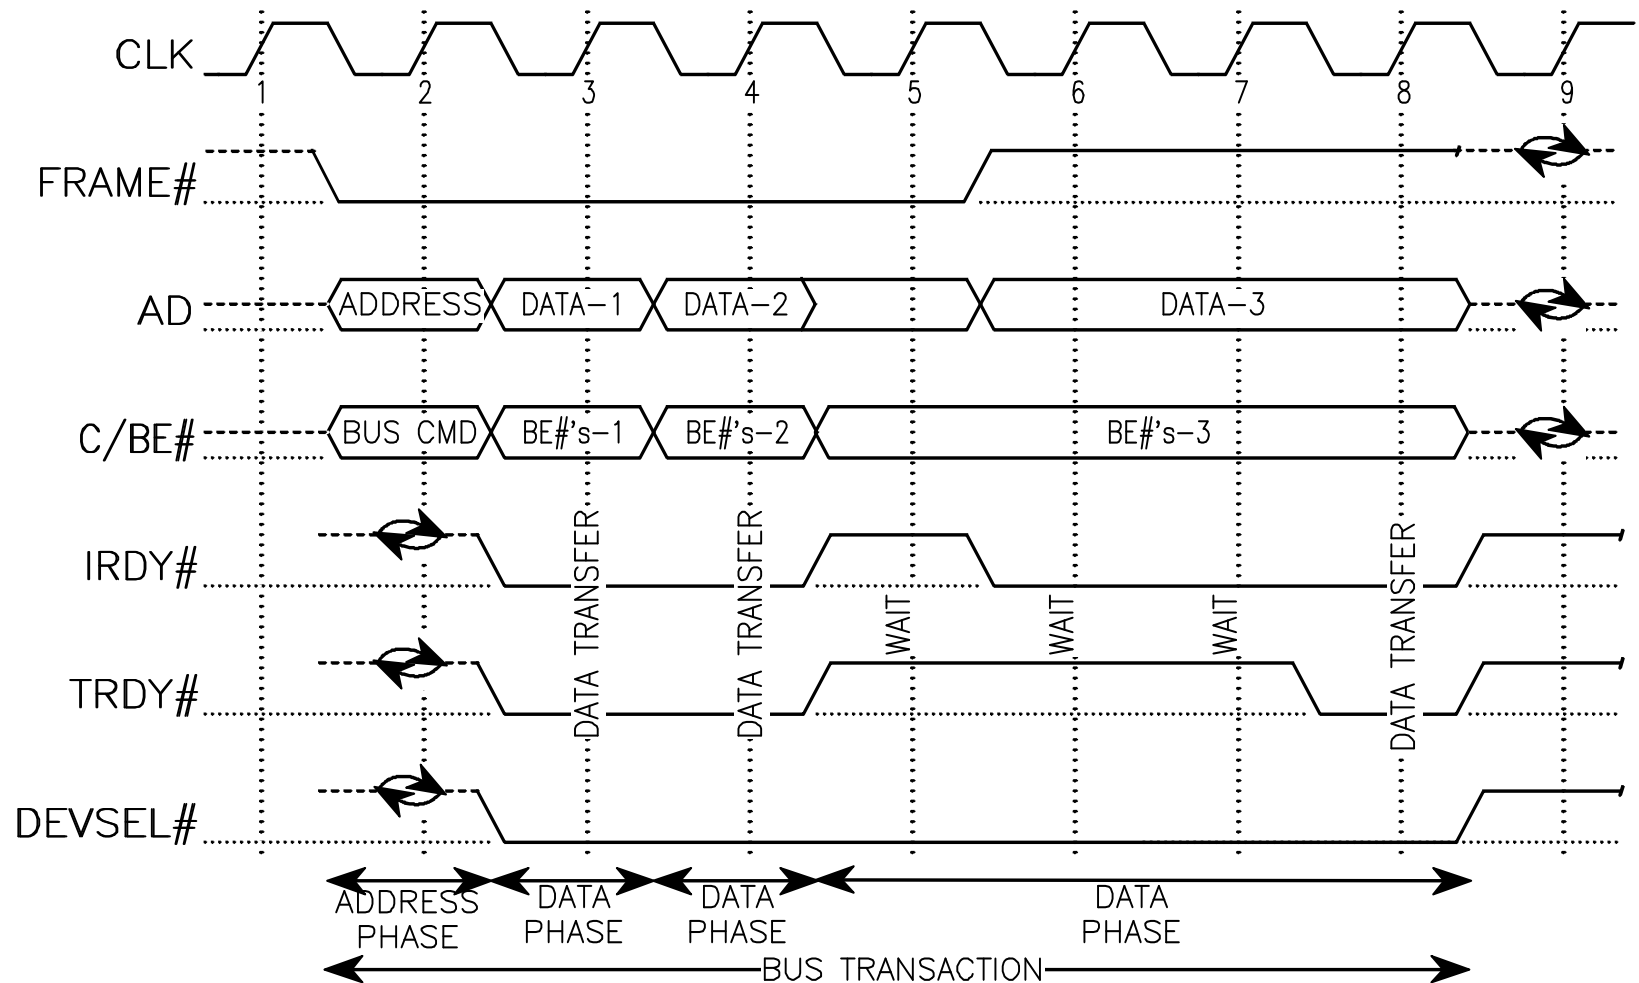 CLK
1 2 3 4 5 6 7 8 9
FRAME#
AD ADDRESS DATA-1 DATA-2 DATA-3
C/BE# BUS CMD BE#'s-1 BE#'s-2 BE#'s-3
IRDY#
DATA TRANSFER
DATA TRANSFER
WAIT
WAIT
WAIT
DATA TRANSFER
TRDY#
DEVSEL#
ADDRESS
PHASE
DATA
PHASE
DATA
PHASE
DATA
PHASE
BUS TRANSACTION